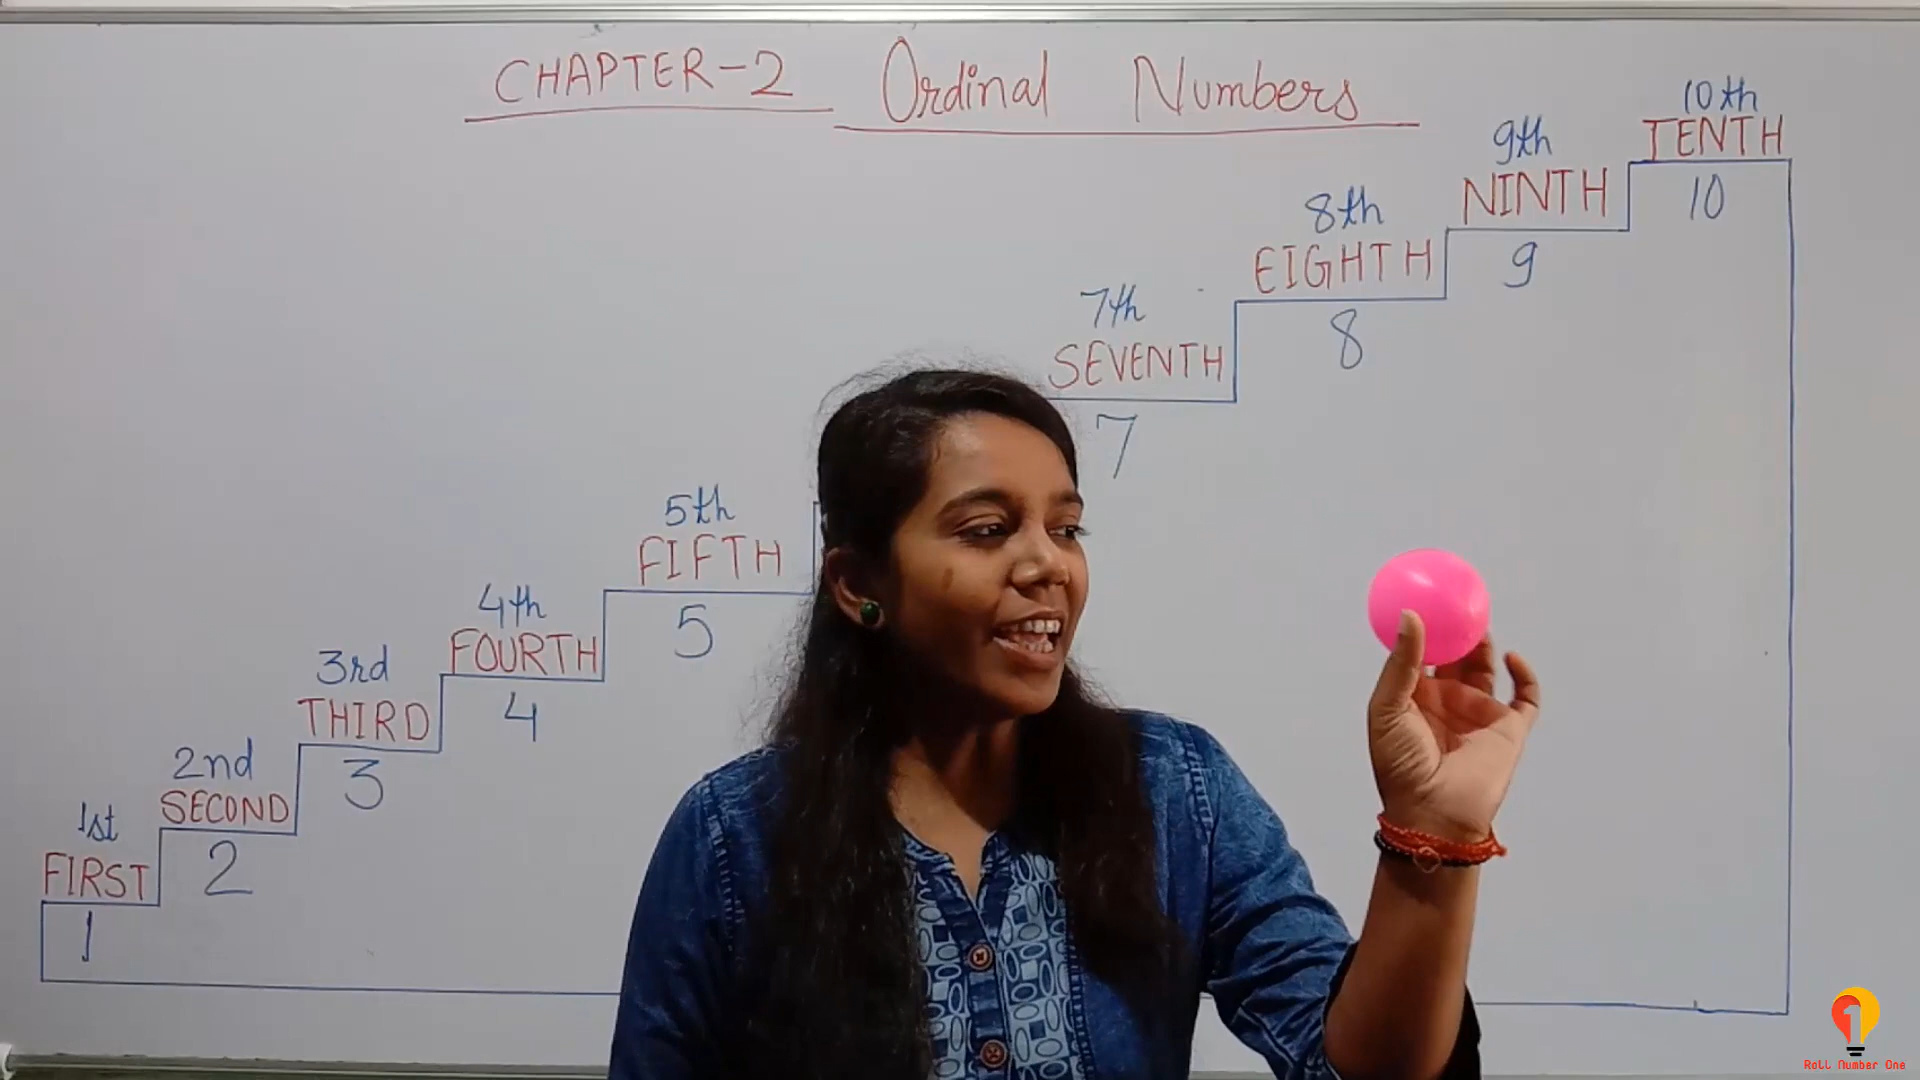 CHAPTER-2 Ordinal Numbers
1st
FIRST
1
2nd
SECOND
2
3rd
THIRD
3
4th
FOURTH
4
5th
FIFTH
5
7th
SEVENTH
7
8th
EIGHTH
8
9th
NINTH
9
10th
TENTH
10
1
Roll Number One